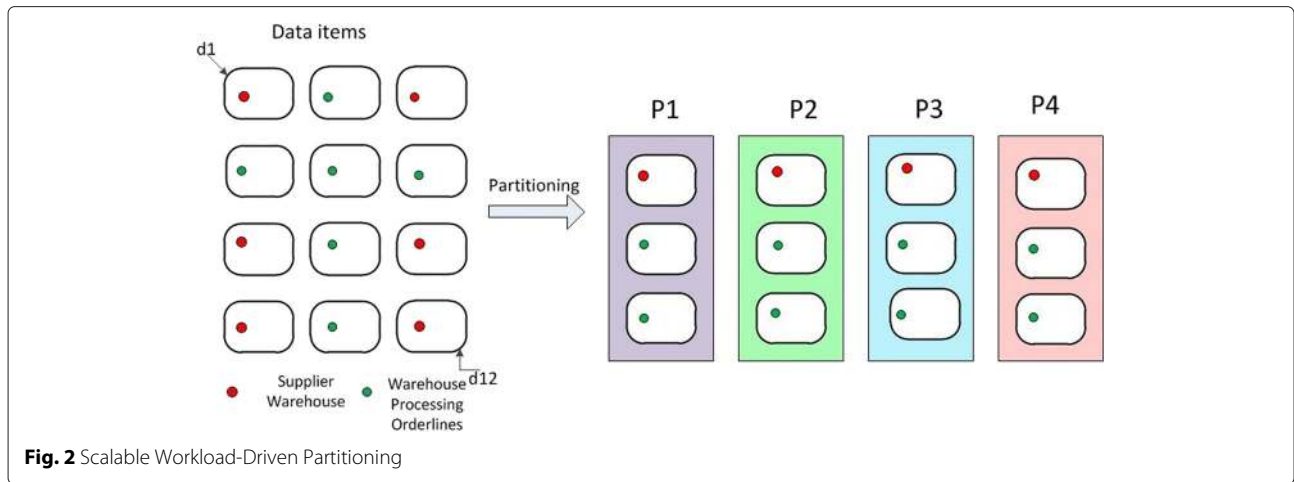 Data items
d1
P1 P2 P3 P4
Partitioning
d12
Supplier
Warehouse
Warehouse
Processing
Orderlines
Fig. 2 Scalable Workload-Driven Partitioning